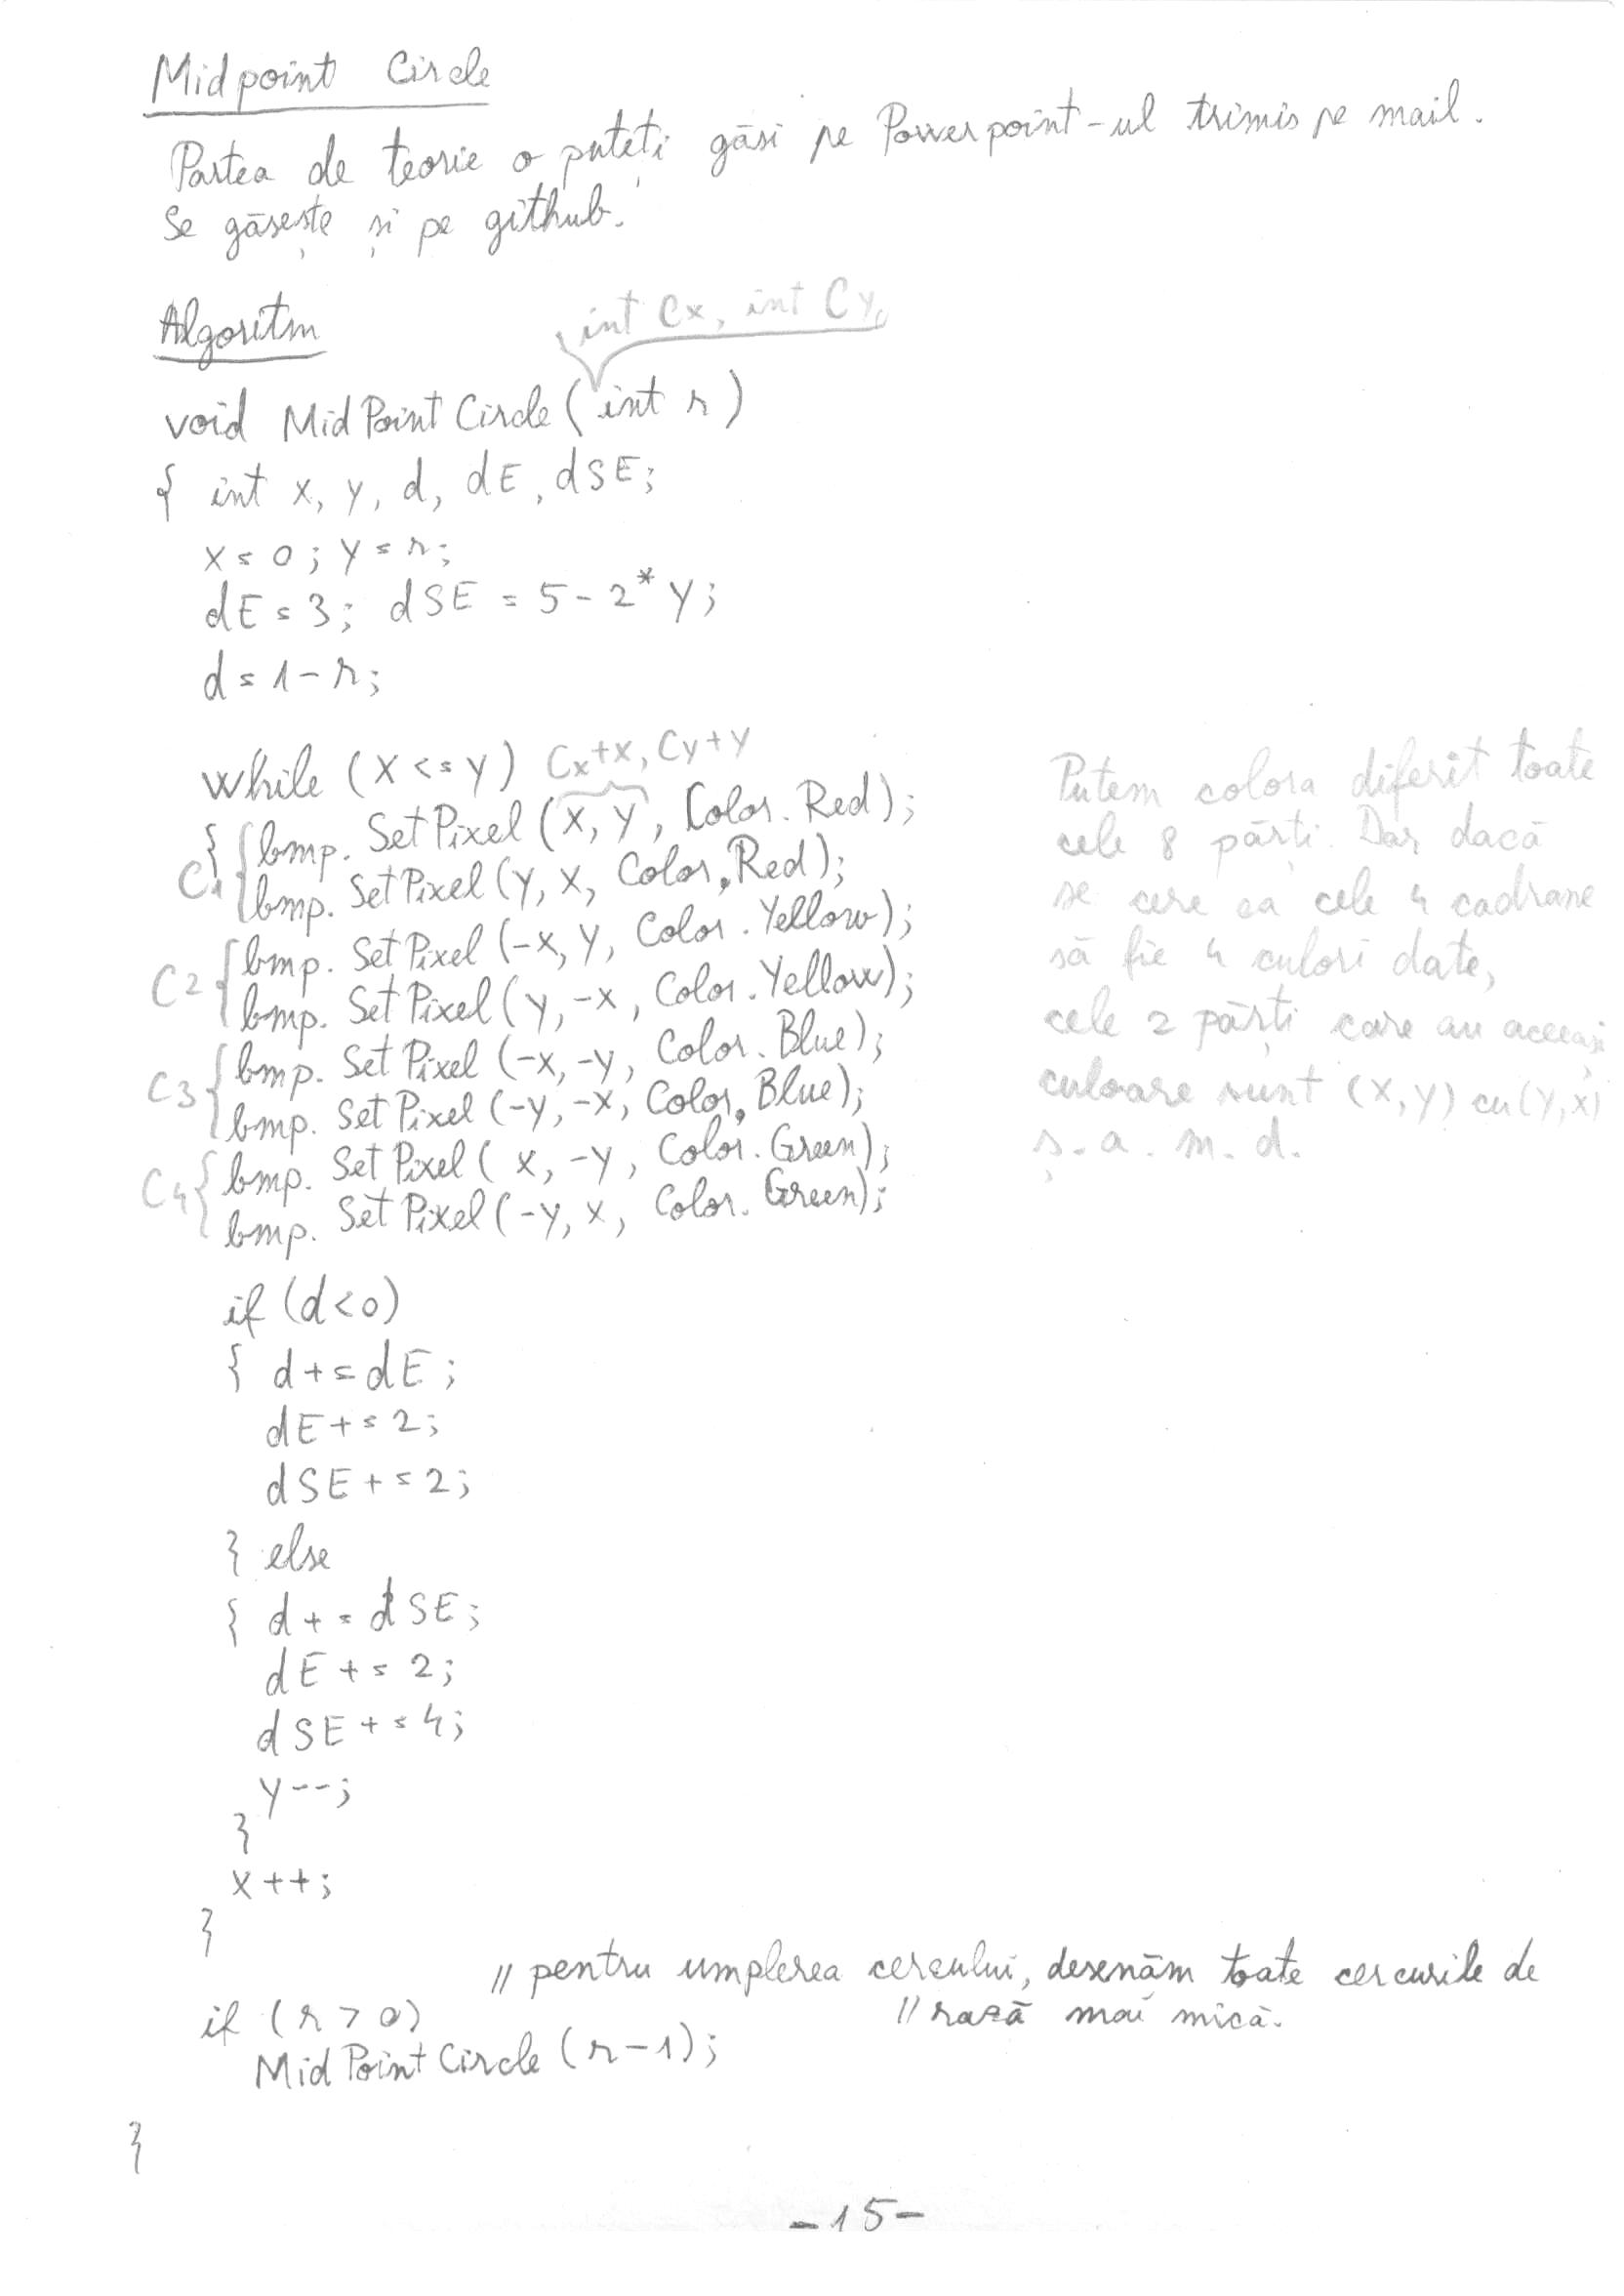 Midpoint Circle
Partea de teorie o puteți găsi pe Powerpoint-ul trimis pe mail.
Se găsește și pe github.
Algoritm
int Cx, int Cy,
void MidPointCircle (int r)
{ int x, y, d, dE, dSE;
x = 0; y = r;
dE = 3; dSE = 5 - 2*y;
d = 1 - r;
while (x <= y) Cx+x, Cy+y
{ bmp. SetPixel (x, y, Color. Red);
C1 bmp. SetPixel (y, x, Color. Red);
C2 { bmp. SetPixel (-x, y, Color. Yellow);
bmp. SetPixel (y, -x, Color. Yellow);
C3 { bmp. SetPixel (-x, -y, Color. Blue);
bmp. SetPixel (-y, -x, Color. Blue);
C4 { bmp. SetPixel ( x, -y, Color. Green);
bmp. SetPixel (-y, x, Color. Green);
Putem colora diferit toate
cele 8 părți. Dar dacă
se cere ca cele 4 cadrane
să fie 4 culori date,
cele 2 părți care au aceeași
culoare sunt (x, y) cu (y, x)
ș. a. m. d.
if (d < 0)
{ d += dE;
dE += 2;
dSE += 2;
} else
{ d += dSE;
dE += 2;
dSE += 4;
y--;
}
x++;
}
// pentru umplerea cercului, desenăm toate cercurile de
if (r > 0) // rază mai mică.
MidPointCircle (r-1);
}
-15-